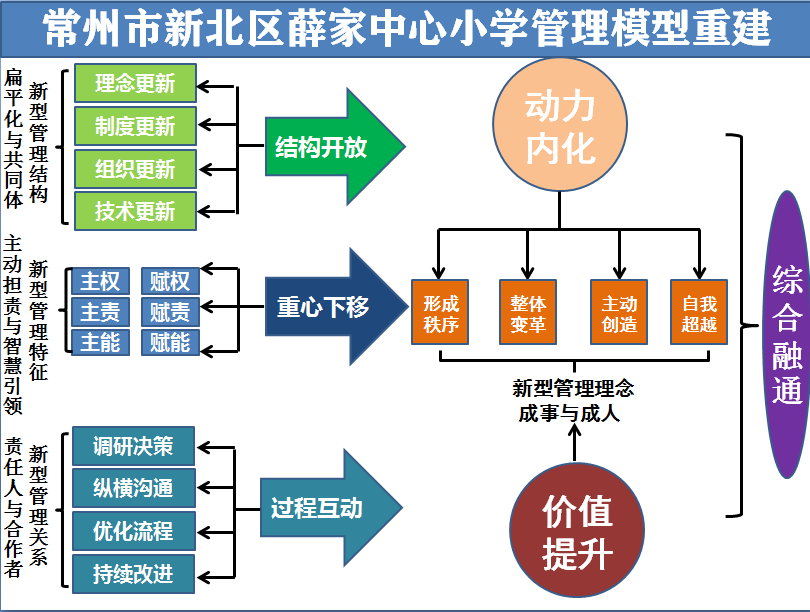 常州市新北区薛家中心小学管理模型重建
扁平化与共同体
新型管理结构
理念更新
制度更新
组织更新
技术更新
结构开放
主动担责与智慧引领
新型管理特征
主权
赋权
主责
赋责
主能
赋能
重心下移
责任人与合作者
新型管理关系
调研决策
纵横沟通
优化流程
持续改进
过程互动
动力
内化
形成
秩序
整体
变革
主动
创造
自我
超越
新型管理理念
成事与成人
价值
提升
综合融通